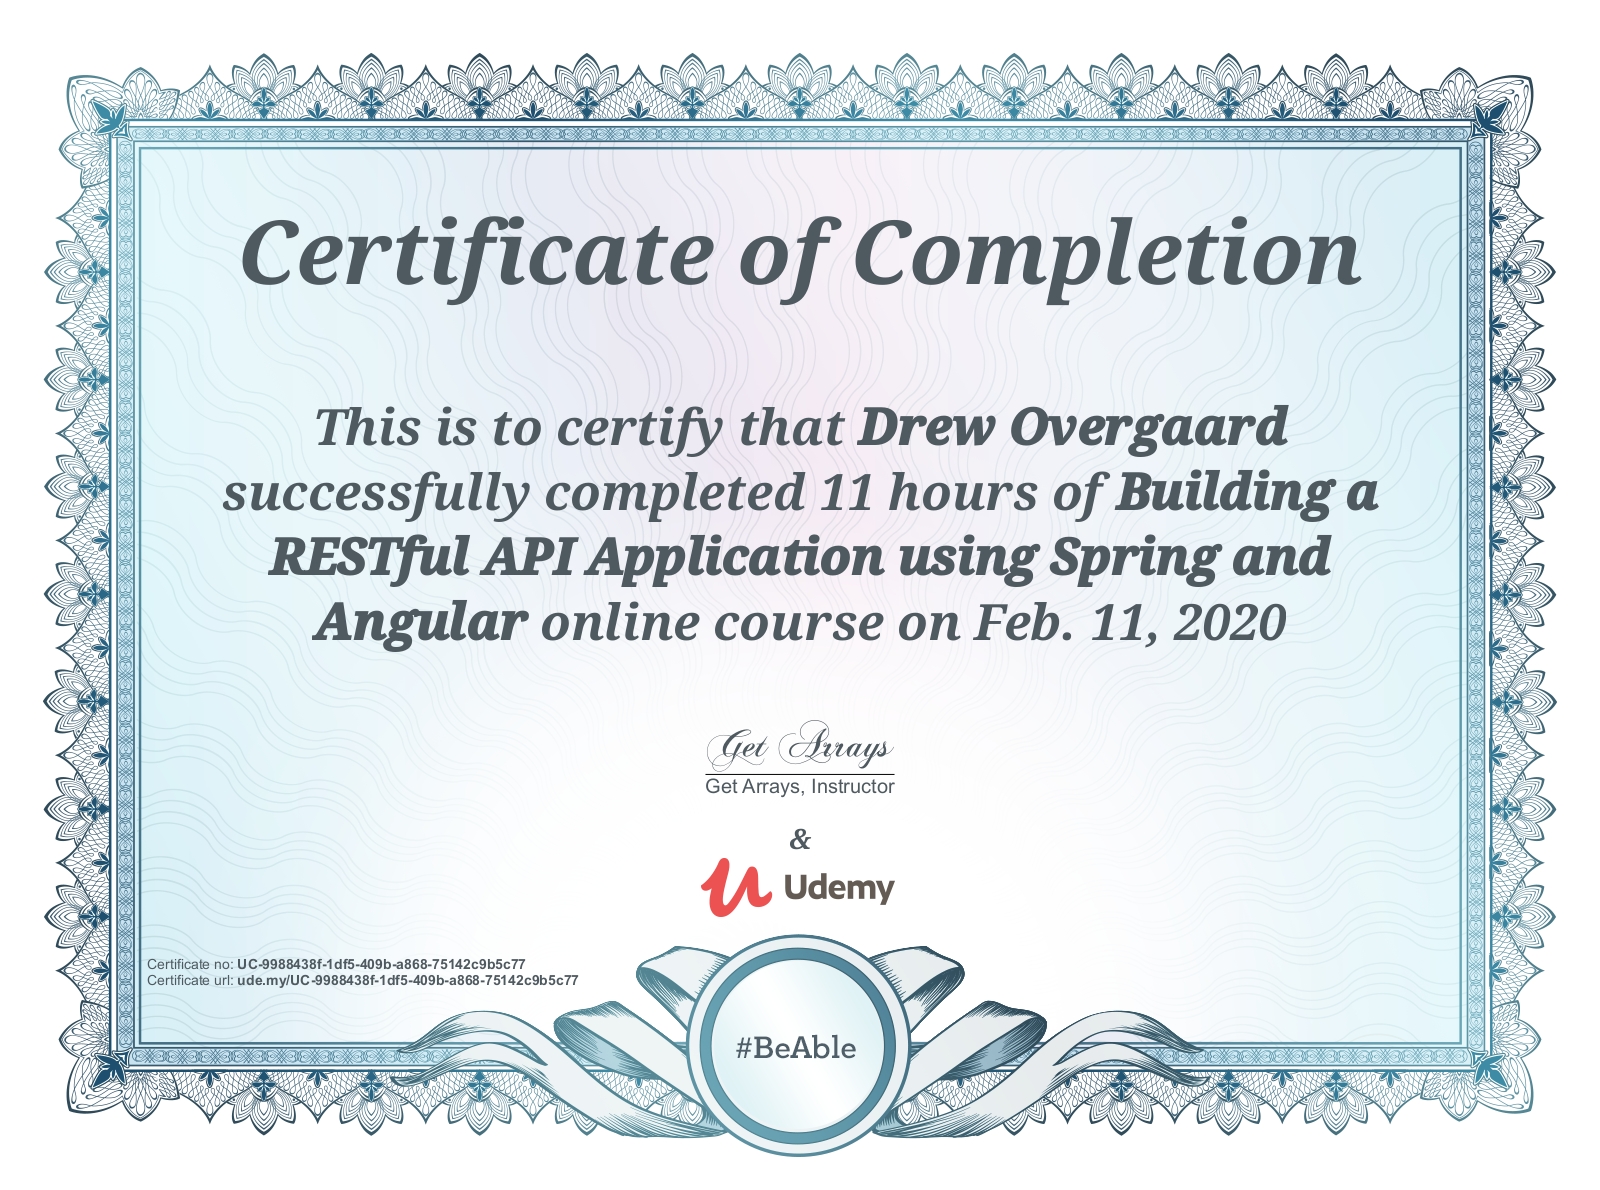 Certificate of Completion
This is to certify that Drew Overgaard
successfully completed 11 hours of Building a
RESTful API Application using Spring and
Angular online course on Feb. 11, 2020
Get Arrays
Get Arrays, Instructor
&
Udemy
Certificate no: UC-9988438f-1df5-409b-a868-75142c9b5c77
Certificate url: ude.my/UC-9988438f-1df5-409b-a868-75142c9b5c77
#BeAble